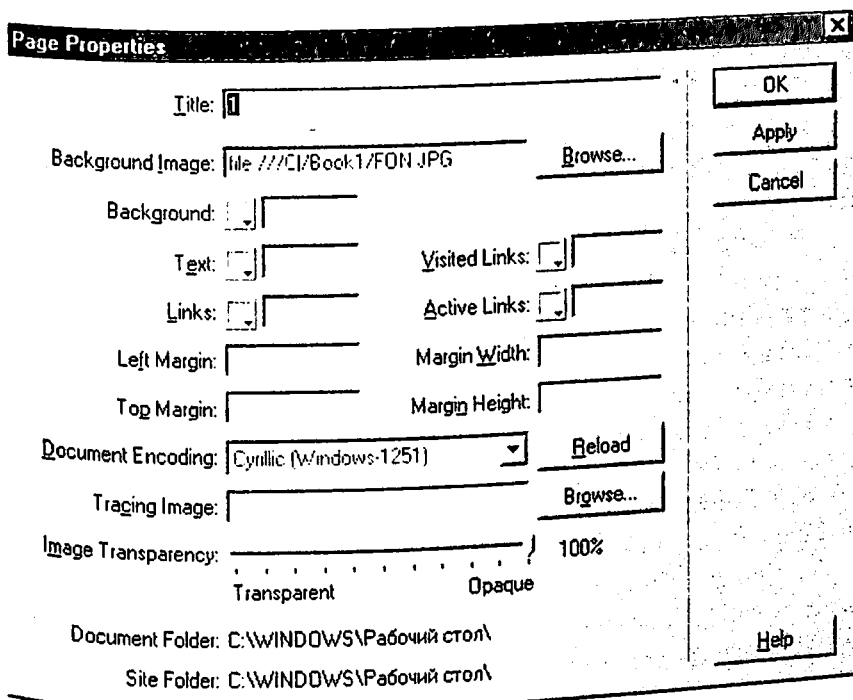 Page Properties
Title: 1
OK
Background Image: file ///C|/Book1/FON.JPG Browse...
Apply
Cancel
Background:
Text: Visited Links:
Links: Active Links:
Left Margin: Margin Width:
Top Margin: Margin Height:
Document Encoding: Cyrillic (Windows-1251) Reload
Tracing Image: Browse...
Image Transparency: 100%
Transparent Opaque
Document Folder: C:\WINDOWS\Рабочий стол\
Help
Site Folder: C:\WINDOWS\Рабочий стол\